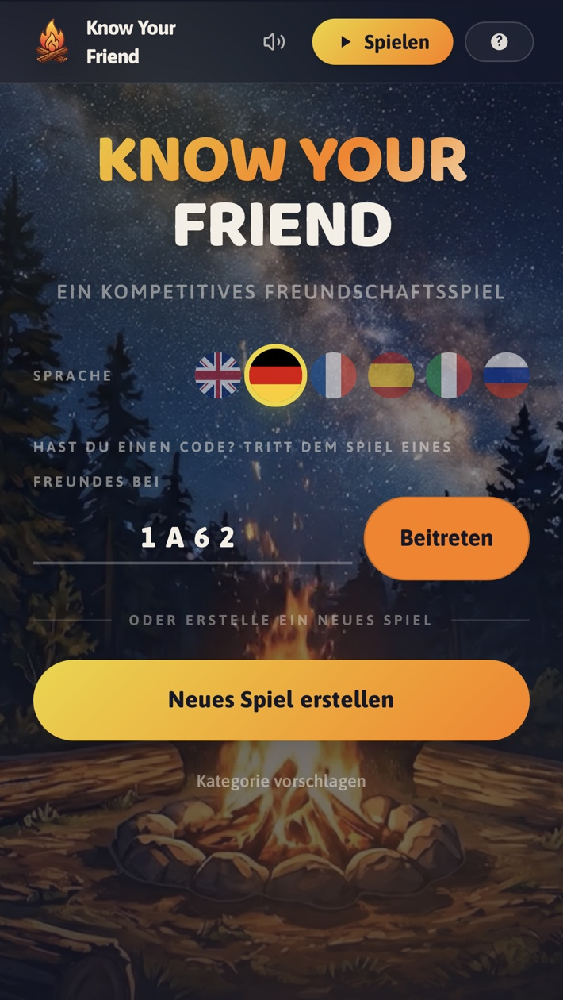 Know Your
Friend
Spielen
?
KNOW YOUR
FRIEND
EIN KOMPETITIVES FREUNDSCHAFTSSPIEL
SPRACHE
HAST DU EINEN CODE? TRITT DEM SPIEL EINES
FREUNDES BEI
1A62
Beitreten
ODER ERSTELLE EIN NEUES SPIEL
Neues Spiel erstellen
Kategorie vorschlagen